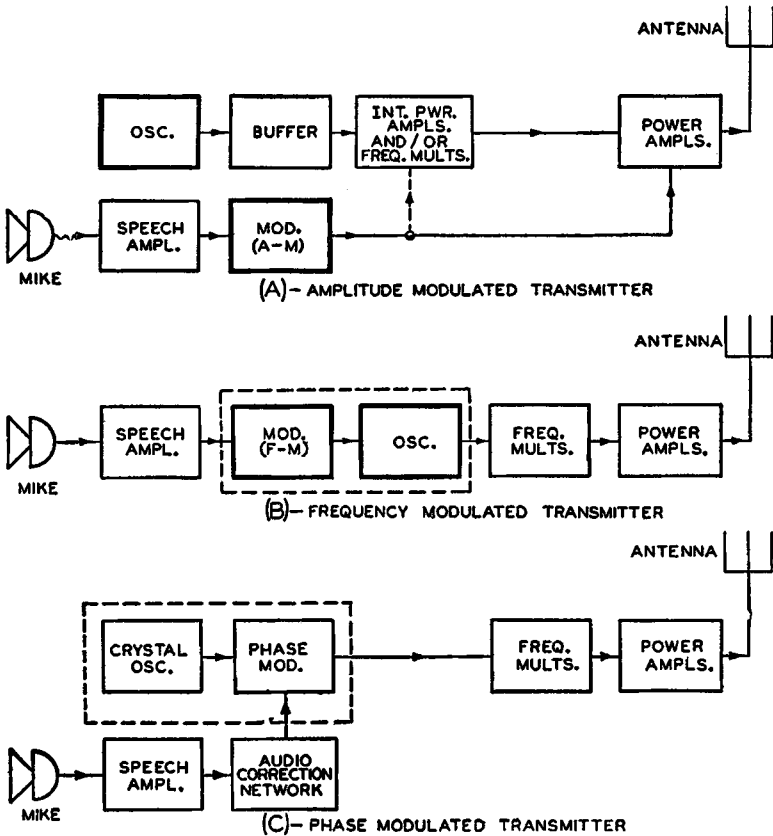 ANTENNA
OSC.
BUFFER
INT. PWR.
AMPLS.
AND/OR
FREQ. MULTS.
POWER
AMPLS.
MIKE
SPEECH
AMPL.
MOD.
(A-M)
(A)- AMPLITUDE MODULATED TRANSMITTER
ANTENNA
MIKE
SPEECH
AMPL.
MOD.
(F-M)
OSC.
FREQ.
MULTS.
POWER
AMPLS.
(B)- FREQUENCY MODULATED TRANSMITTER
ANTENNA
CRYSTAL
OSC.
PHASE
MOD.
FREQ.
MULTS.
POWER
AMPLS.
MIKE
SPEECH
AMPL.
AUDIO
CORRECTION
NETWORK
(C)- PHASE MODULATED TRANSMITTER